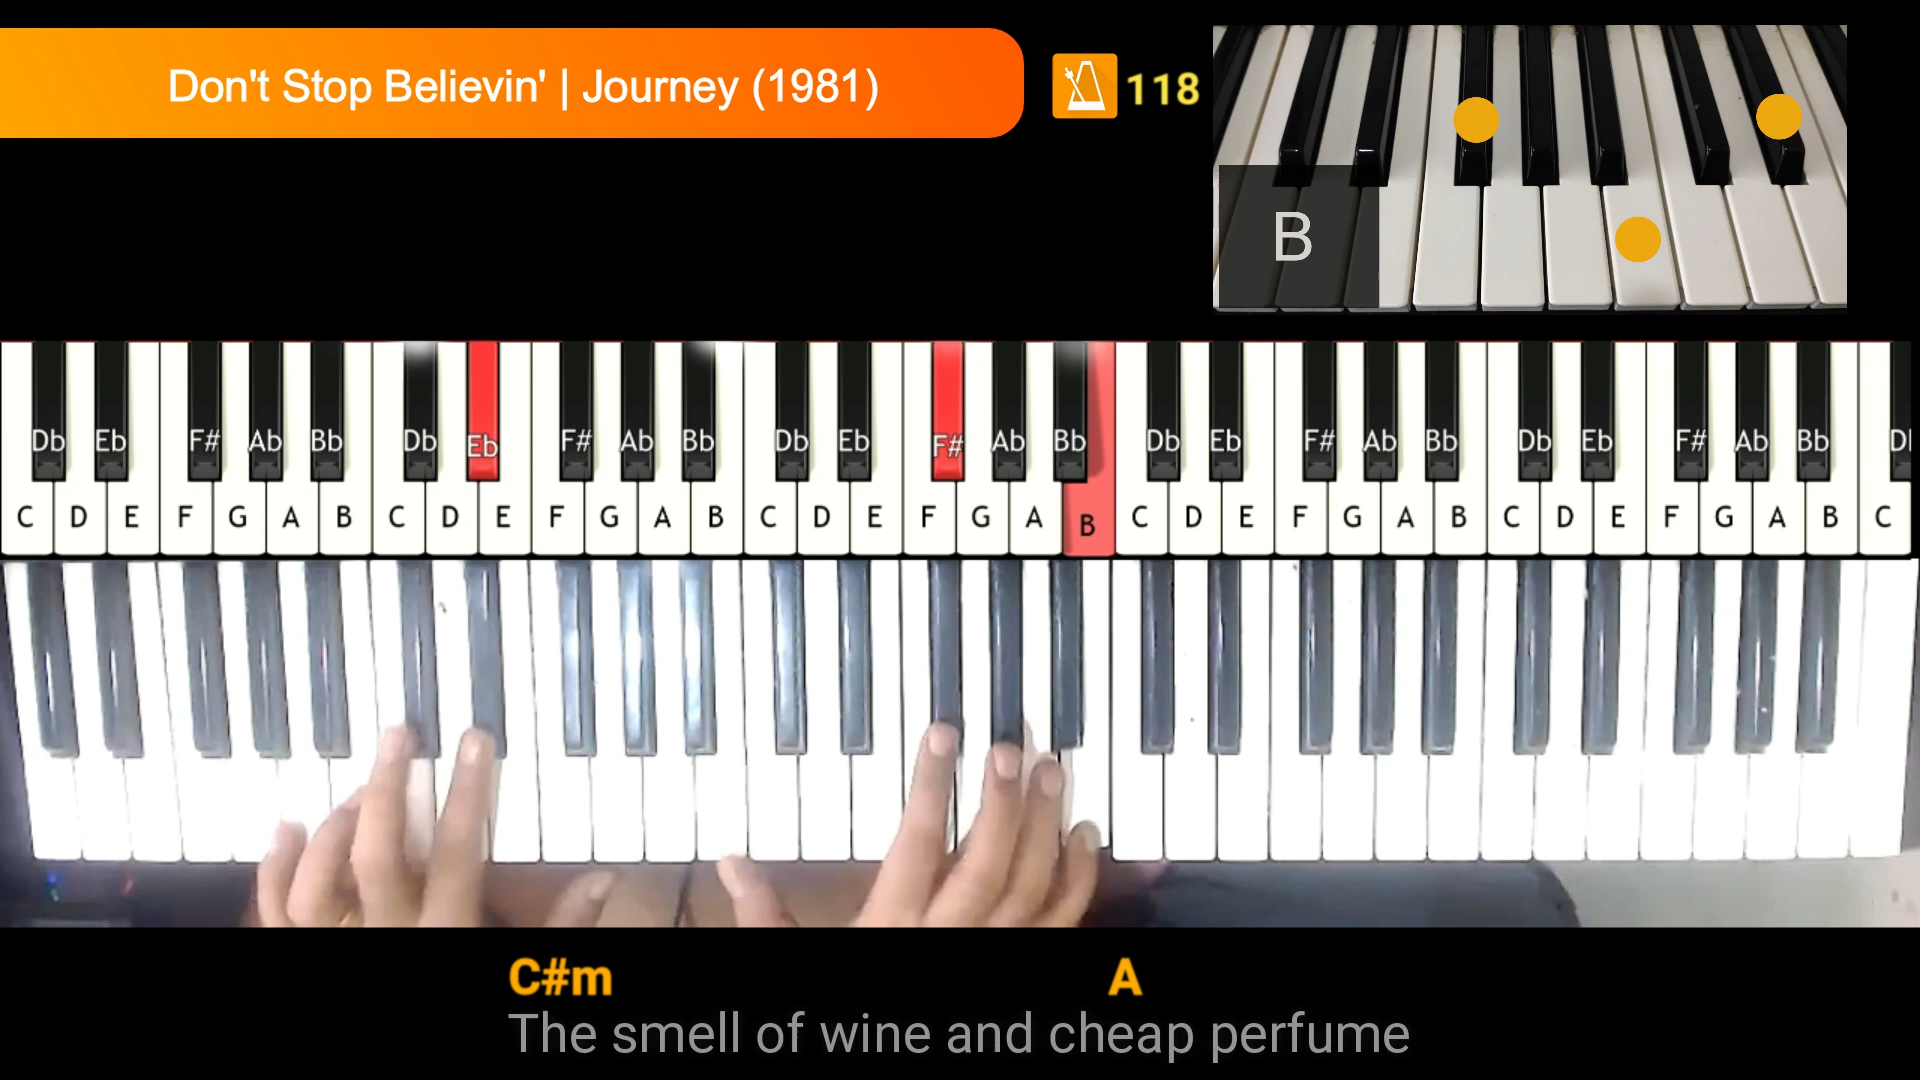 Don't Stop Believin' | Journey (1981)
118
B
Db Eb F# Ab Bb Db Eb F# Ab Bb Db Eb F# Ab Bb Db Eb F# Ab Bb Db Eb F# Ab Bb
C D E F G A B C D E F G A B C D E F G A B C D E F G A B C D E F G A B C
C#m A
The smell of wine and cheap perfume